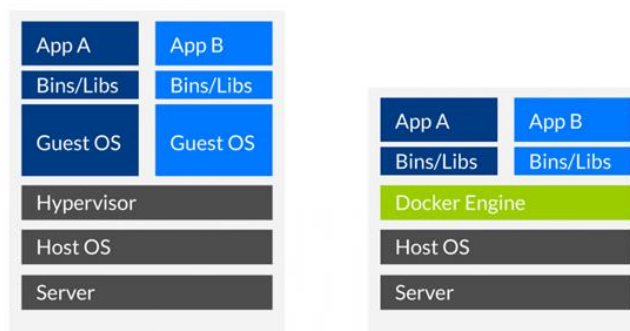 App A
App B
Bins/Libs
Bins/Libs
Guest OS
Guest OS
Hypervisor
Host OS
Server
App A
App B
Bins/Libs
Bins/Libs
Docker Engine
Host OS
Server